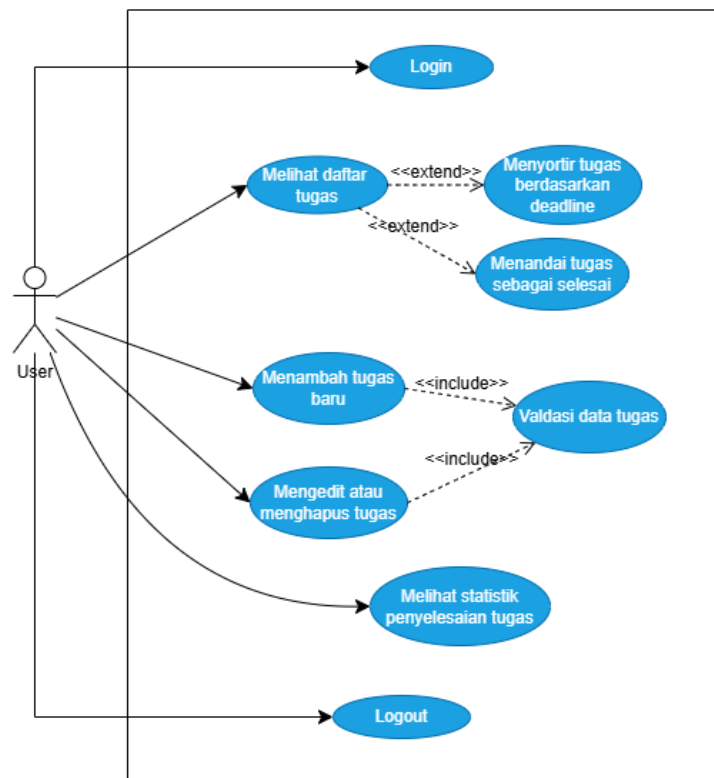 Login
Melihat daftar
tugas
<<extend>>
Menyortir tugas
berdasarkan
deadline
<<extend>>
Menandai tugas
sebagai selesai
User
Menambah tugas
baru
<<include>>
Valdasi data tugas
<<include>>
Mengedit atau
menghapus tugas
Melihat statistik
penyelesaian tugas
Logout